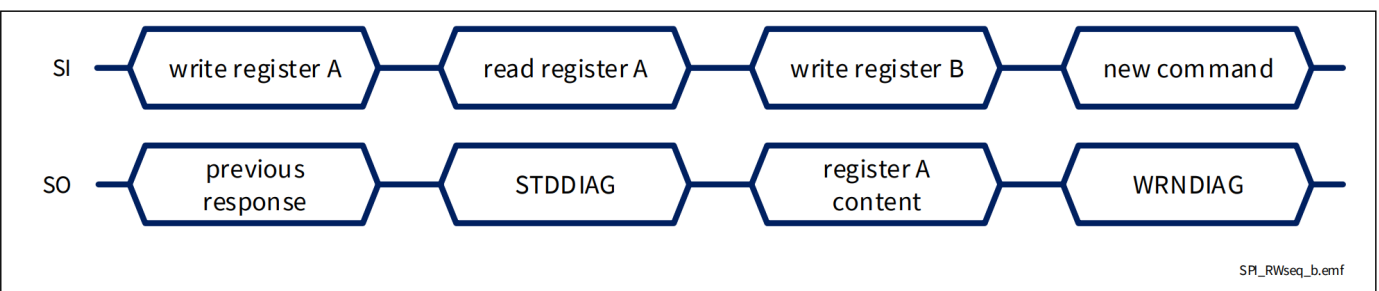 SI
write register A
read register A
write register B
new command
SO
previous
response
STDDIAG
register A
content
WRNDIAG
SPI_RWseq_b.emf